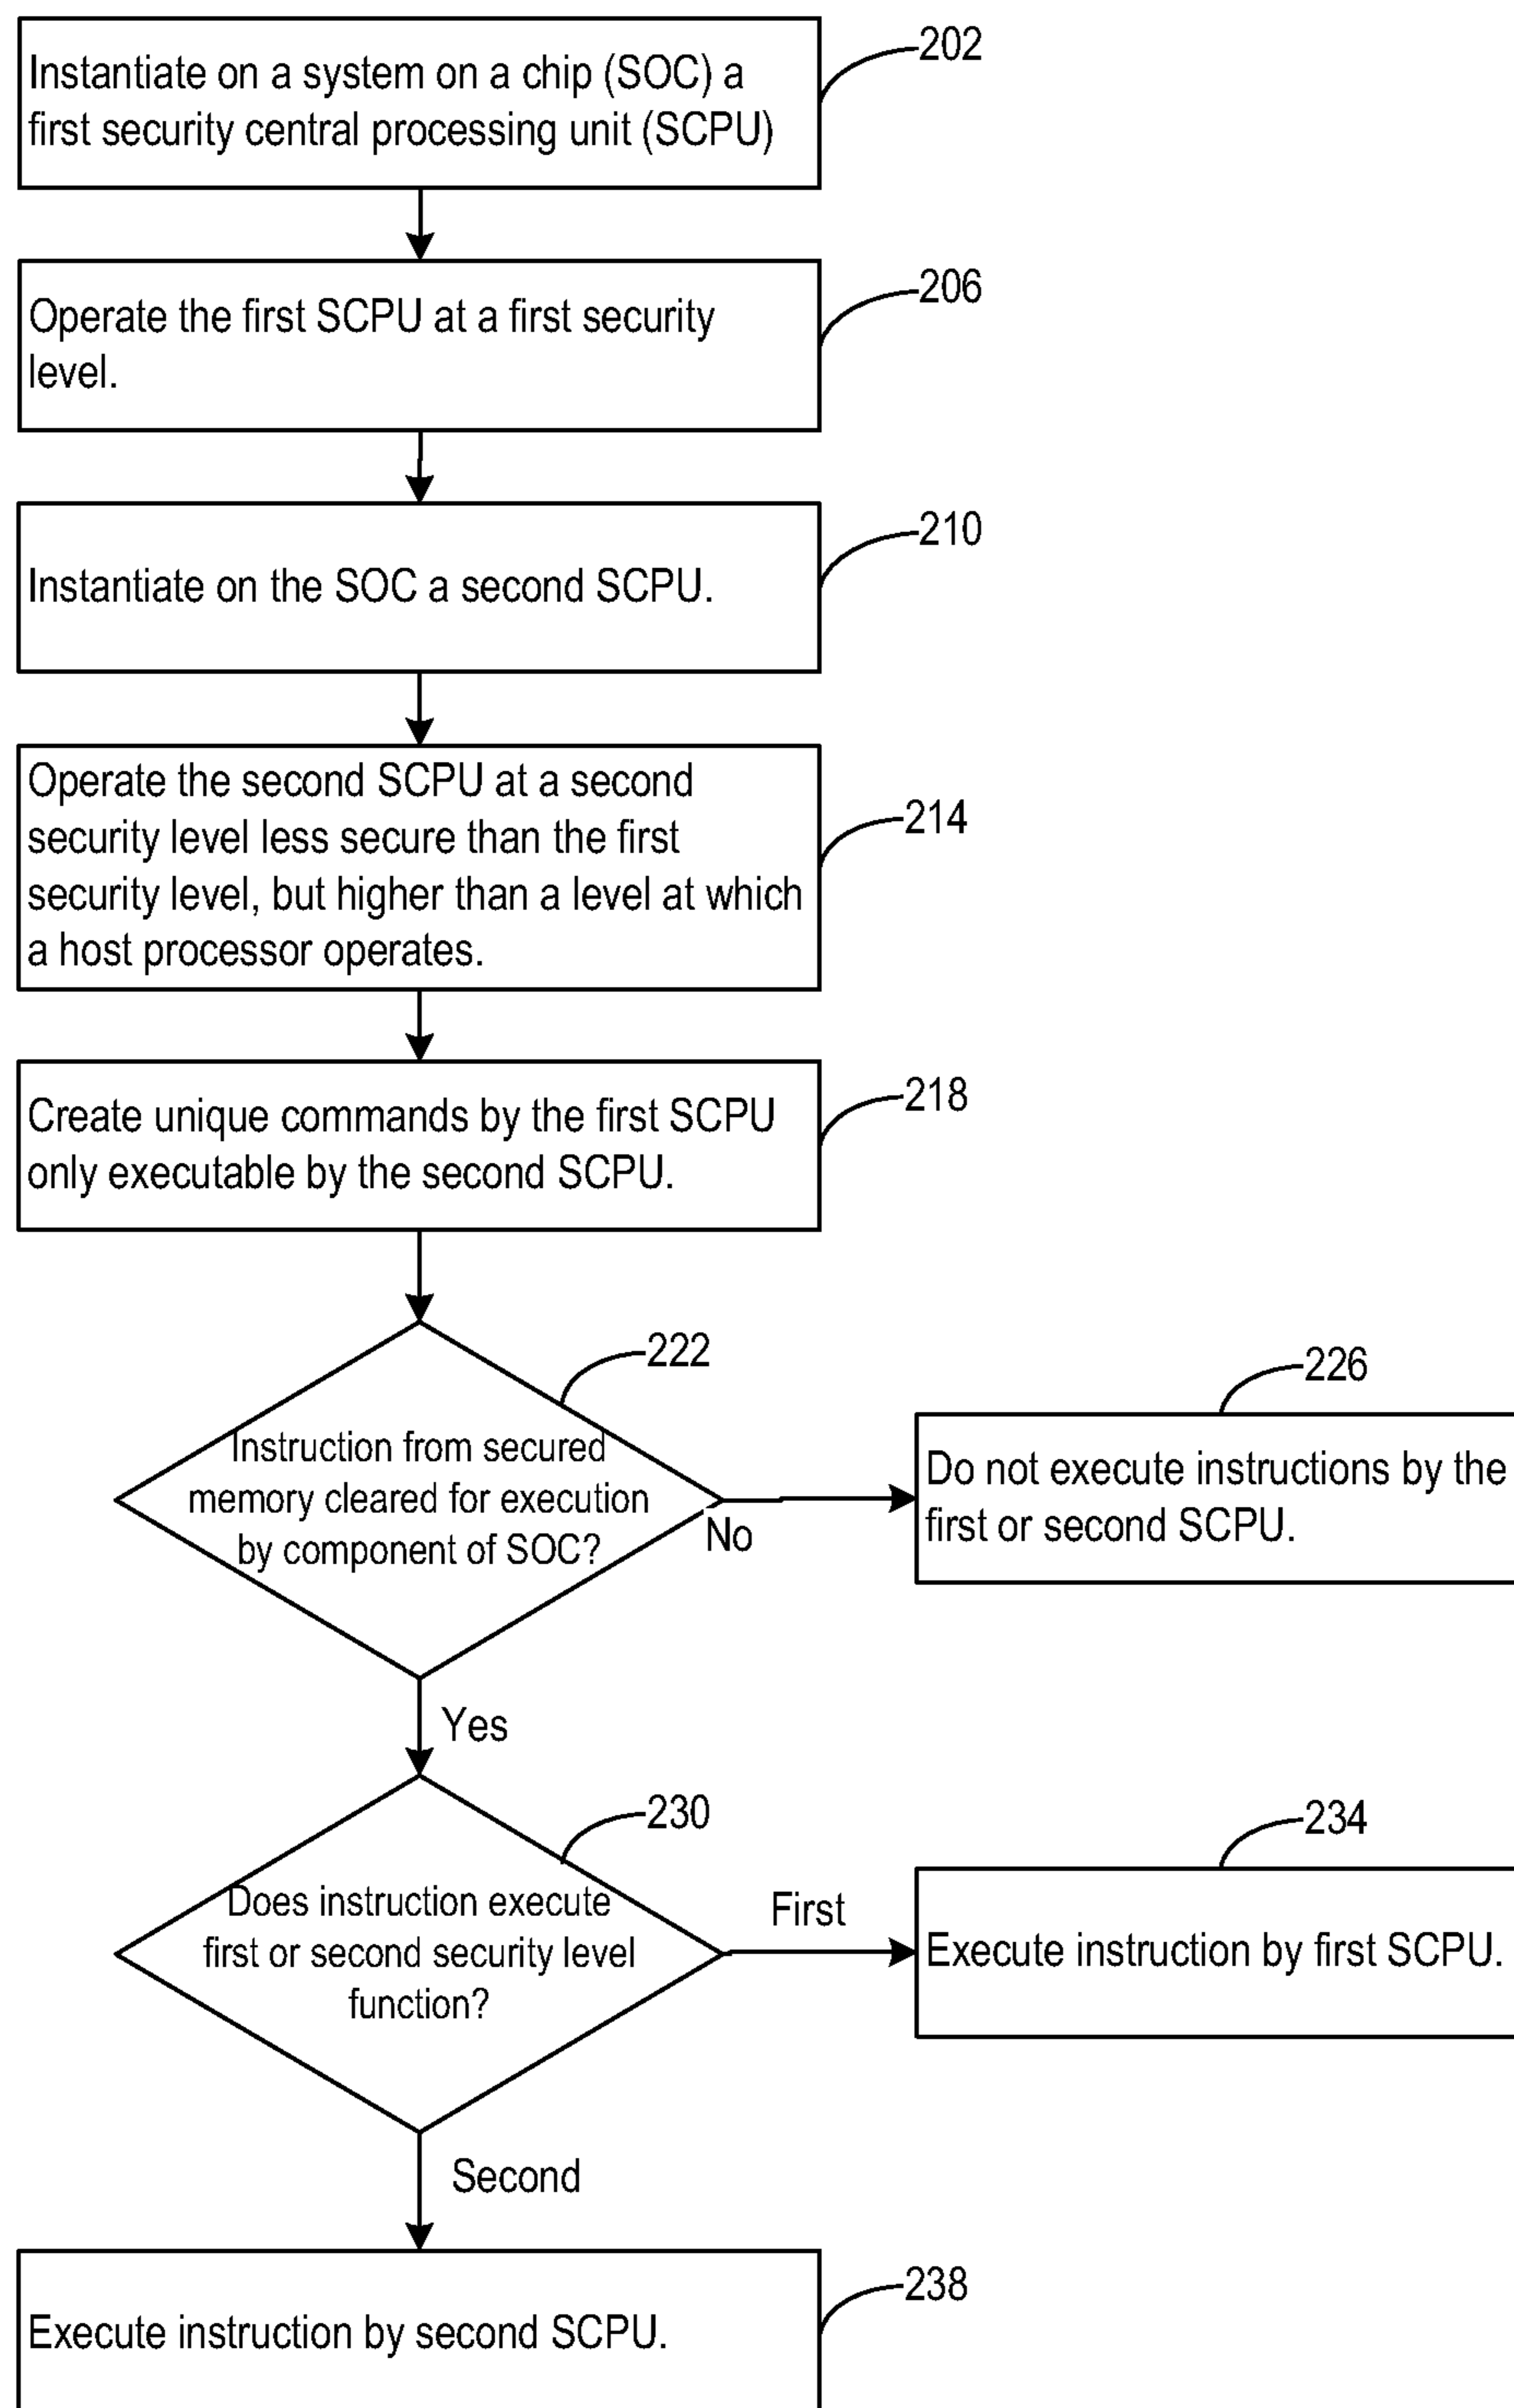 Instantiate on a system on a chip (SOC) a
first security central processing unit (SCPU)
202
Operate the first SCPU at a first security
level.
206
Instantiate on the SOC a second SCPU.
210
Operate the second SCPU at a second
security level less secure than the first
security level, but higher than a level at which
a host processor operates.
214
Create unique commands by the first SCPU
only executable by the second SCPU.
218
222
Instruction from secured
memory cleared for execution
by component of SOC?
No
226
Do not execute instructions by the
first or second SCPU.
Yes
230
Does instruction execute
first or second security level
function?
First
234
Execute instruction by first SCPU.
Second
Execute instruction by second SCPU.
238